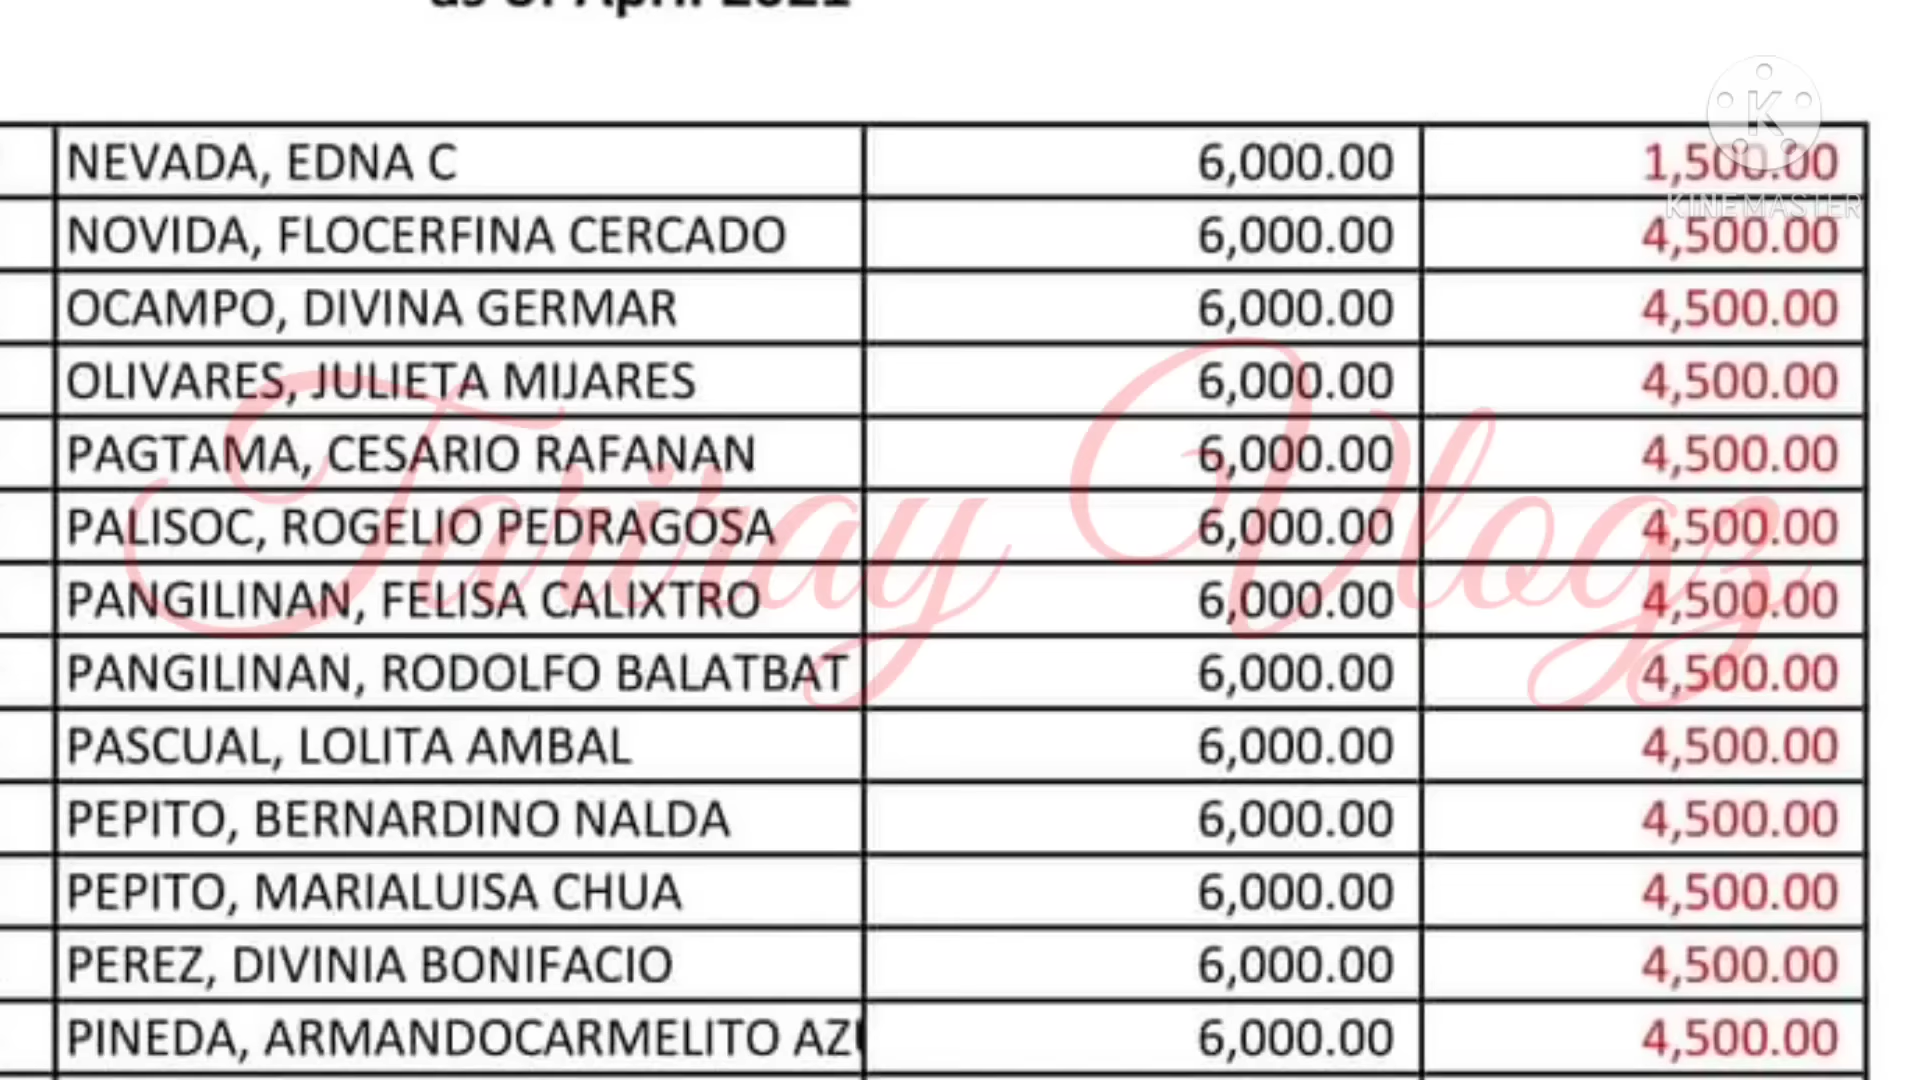 as of April 2021
NEVADA, EDNA C 6,000.00 1,500.00
KINEMASTER
NOVIDA, FLOCERFINA CERCADO 6,000.00 4,500.00
OCAMPO, DIVINA GERMAR 6,000.00 4,500.00
OLIVARES, JULIETA MIJARES 6,000.00 4,500.00
PAGTAMA, CESARIO RAFANAN 6,000.00 4,500.00
PALISOC, ROGELIO PEDRAGOSA 6,000.00 4,500.00
PANGILINAN, FELISA CALIXTRO 6,000.00 4,500.00
PANGILINAN, RODOLFO BALATBAT 6,000.00 4,500.00
PASCUAL, LOLITA AMBAL 6,000.00 4,500.00
PEPITO, BERNARDINO NALDA 6,000.00 4,500.00
PEPITO, MARIALUISA CHUA 6,000.00 4,500.00
PEREZ, DIVINIA BONIFACIO 6,000.00 4,500.00
PINEDA, ARMANDOCARMELITO 6,000.00 4,500.00
Vlogz